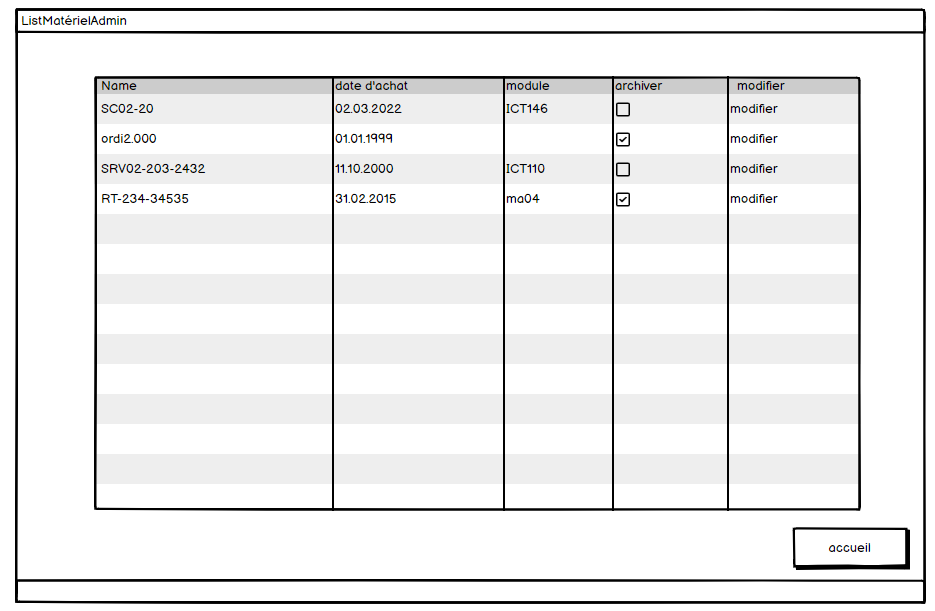 ListMatérielAdmin
Name date d'achat module archiver modifier
SC02-20 02.03.2022 ICT146 modifier
ordi2.000 01.01.1999 modifier
SRV02-203-2432 11.10.2000 ICT110 modifier
RT-234-34535 31.02.2015 ma04 modifier
accueil